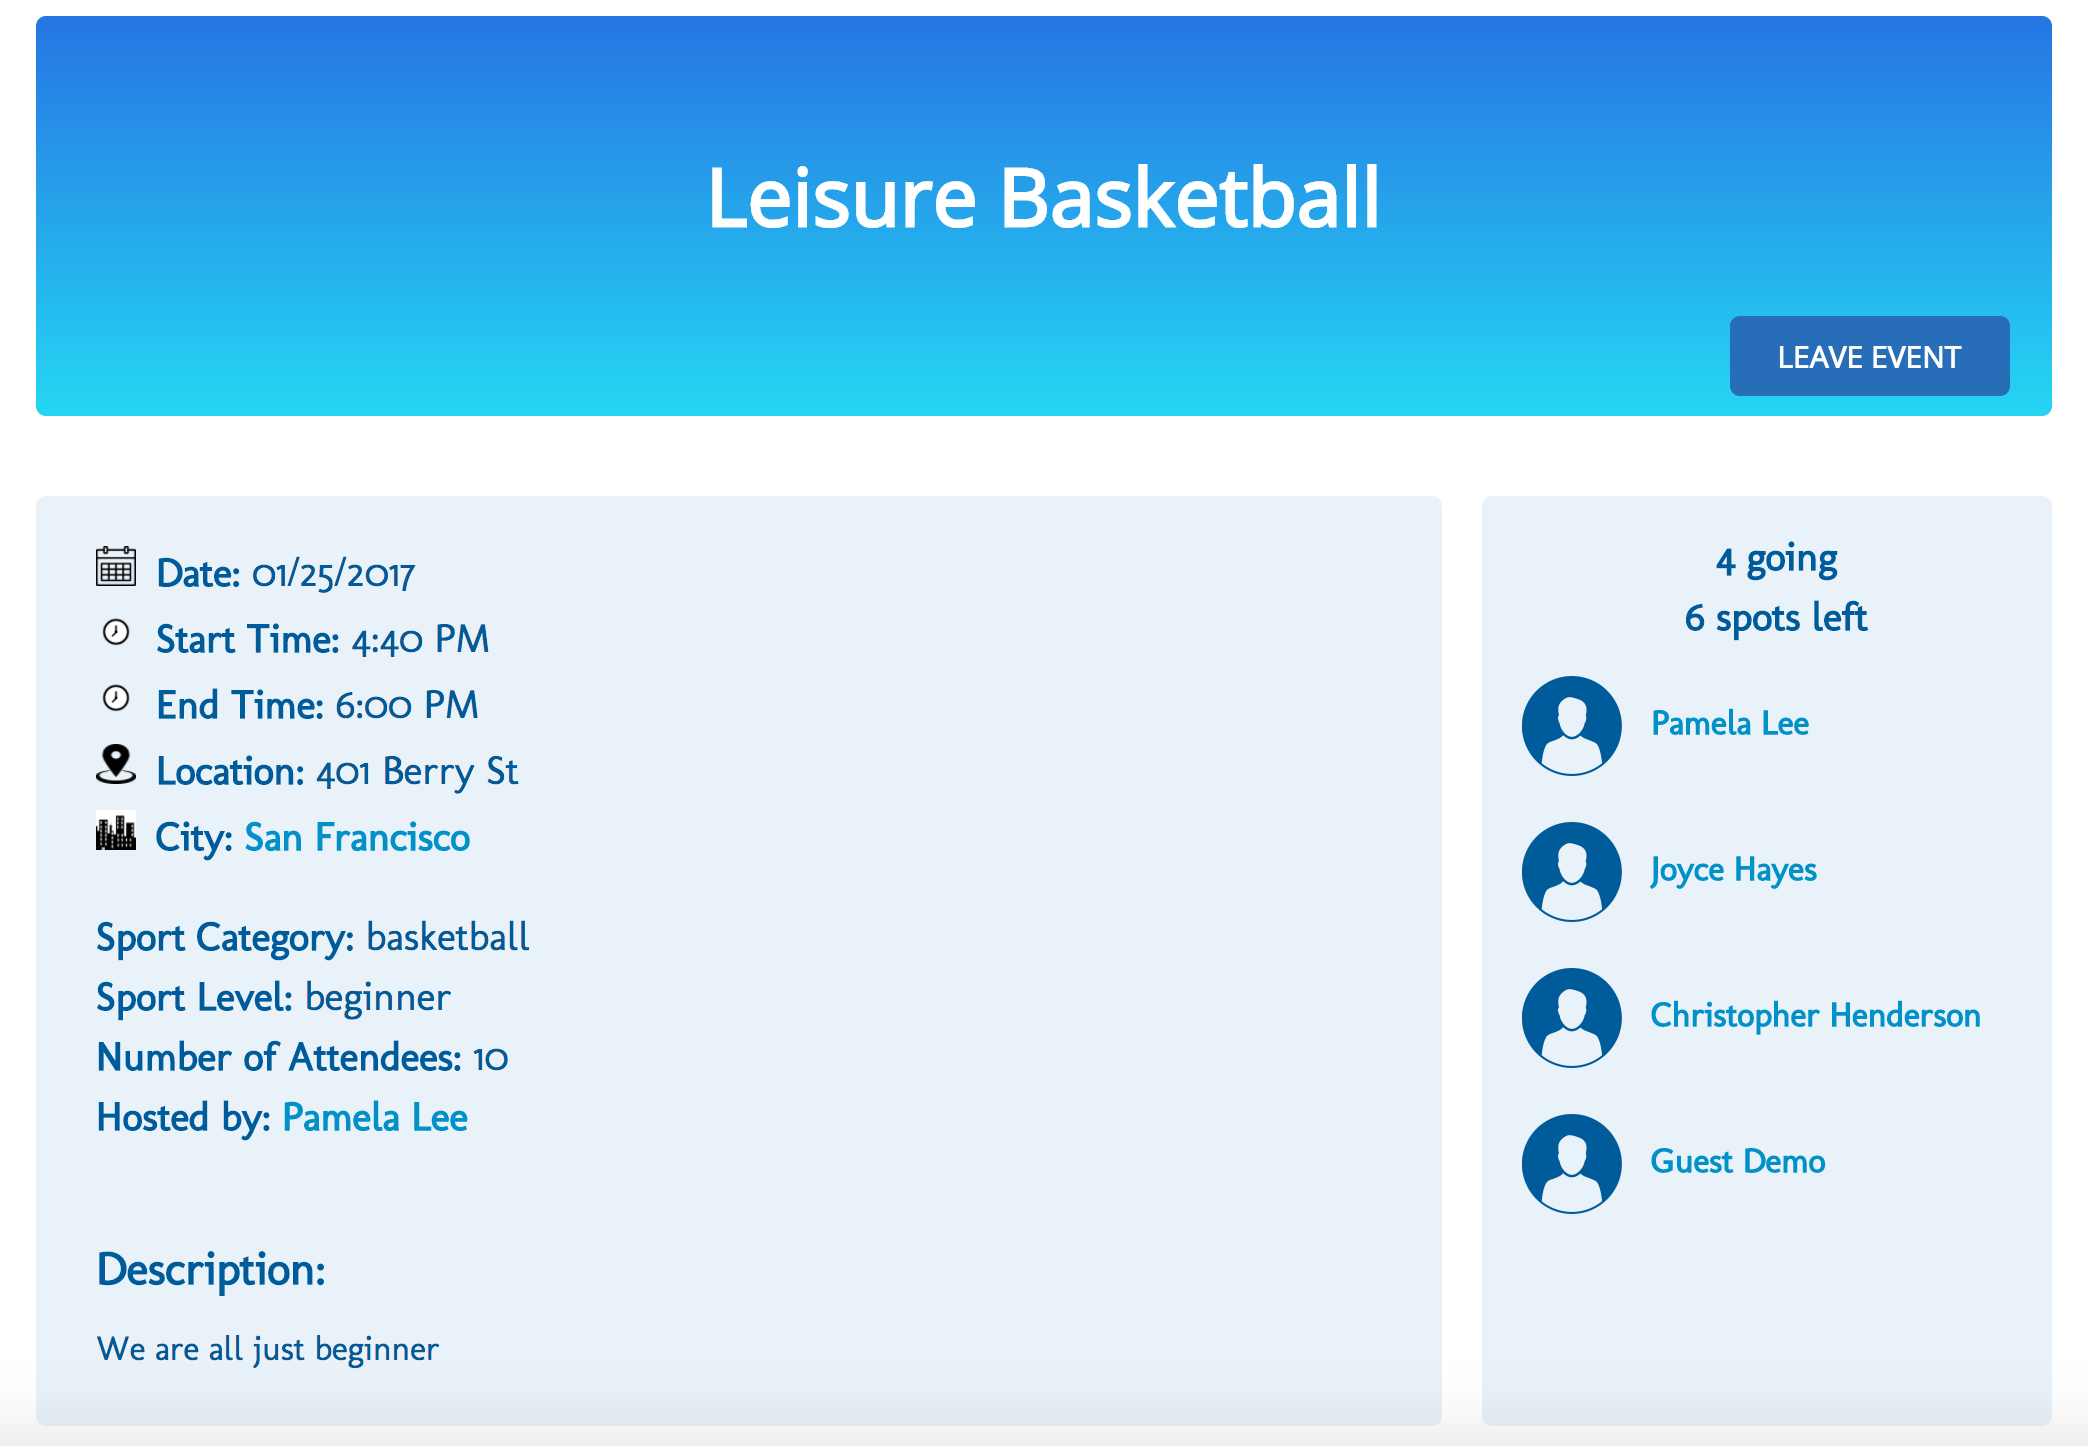 Leisure Basketball
LEAVE EVENT
Date: 01/25/2017
Start Time: 4:40 PM
End Time: 6:00 PM
Location: 401 Berry St
City: San Francisco
Sport Category: basketball
Sport Level: beginner
Number of Attendees: 10
Hosted by: Pamela Lee
Description:
We are all just beginner
4 going
6 spots left
Pamela Lee
Joyce Hayes
Christopher Henderson
Guest Demo